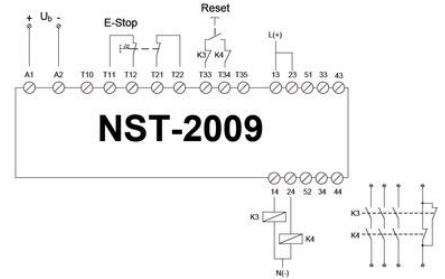 + Ub -
E-Stop
Reset
L(+)
K3 K4
A1 A2 T10 T11 T12 T21 T22 T33 T34 T35 13 23 51 33 43
NST-2009
14 24 52 34 44
K3
K4
N(-)
K3
K4